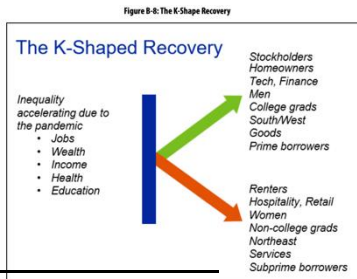 Figure B-8: The K-Shape Recovery
The K-Shaped Recovery
Inequality
accelerating due to
the pandemic
• Jobs
• Wealth
• Income
• Health
• Education
Stockholders
Homeowners
Tech, Finance
Men
College grads
South/West
Goods
Prime borrowers
Renters
Hospitality, Retail
Women
Non-college grads
Northeast
Services
Subprime borrowers